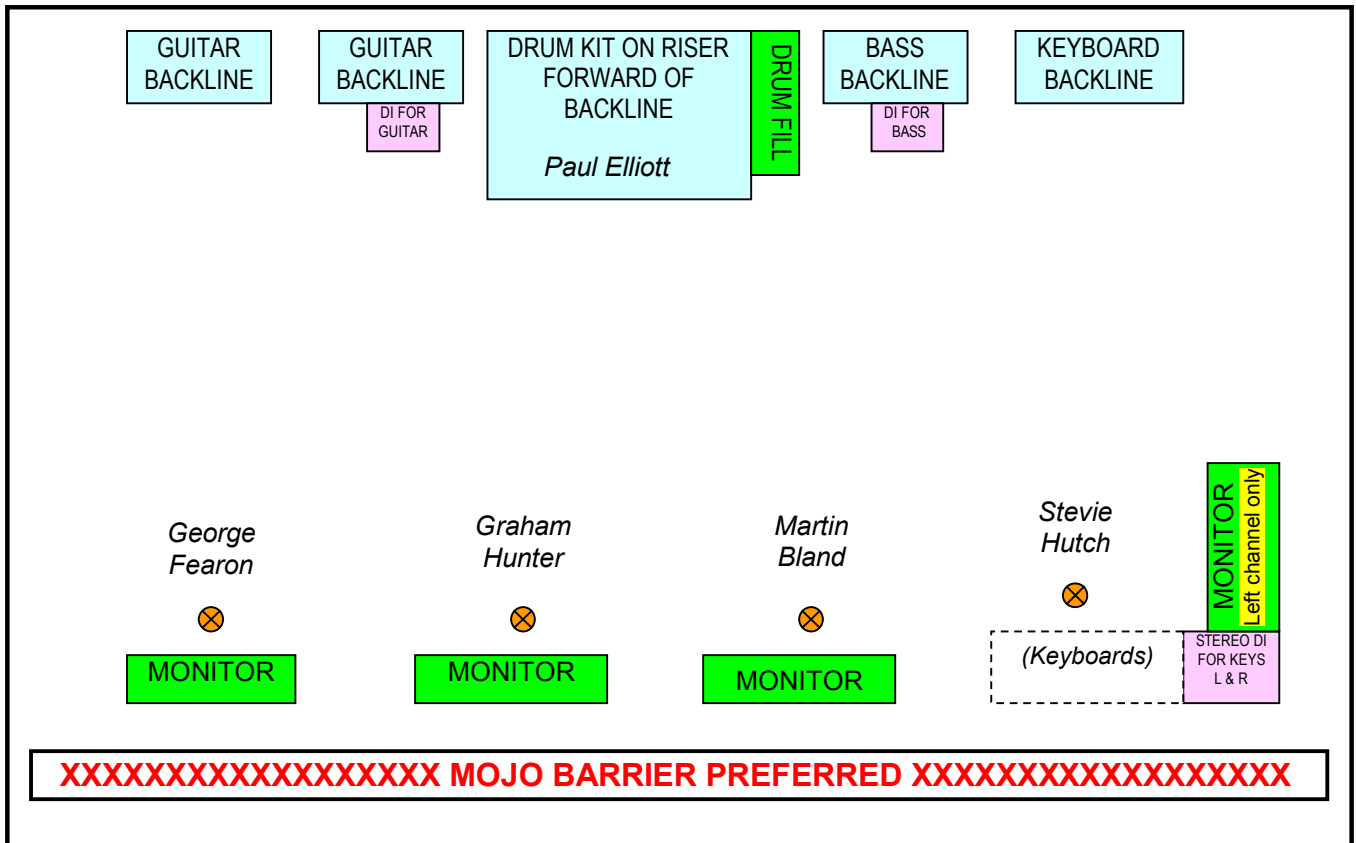 GUITAR
BACKLINE
GUITAR
BACKLINE
DI FOR
GUITAR
DRUM KIT ON RISER
FORWARD OF
BACKLINE
Paul Elliott
DRUM FILL
BASS
BACKLINE
DI FOR
BASS
KEYBOARD
BACKLINE
George
Fearon
Graham
Hunter
Martin
Bland
Stevie
Hutch
MONITOR
Left channel only
MONITOR
MONITOR
MONITOR
(Keyboards)
STEREO DI
FOR KEYS
L & R
XXXXXXXXXXXXXXXXXX MOJO BARRIER PREFERRED XXXXXXXXXXXXXXXXXX